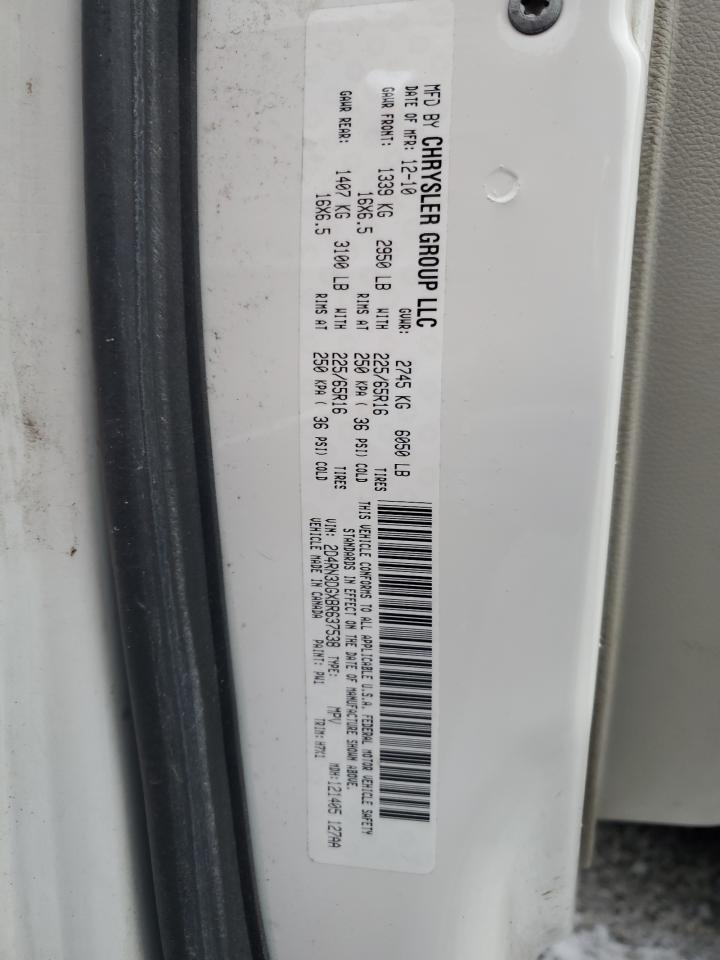 MFD BY CHRYSLER GROUP LLC
DATE OF MFR: 12-10 GVWR: 2745 KG 6050 LB
GAWR FRONT: 1339 KG 2950 LB WITH 225/65R16 TIRES
16X6.5 RIMS AT 250 KPA ( 36 PSI) COLD
GAWR REAR: 1407 KG 3100 LB WITH 225/65R16 TIRES
16X6.5 RIMS AT 250 KPA ( 36 PSI) COLD
THIS VEHICLE CONFORMS TO ALL APPLICABLE U.S.A. FEDERAL MOTOR VEHICLE SAFETY
STANDARDS IN EFFECT ON THE DATE OF MANUFACTURE SHOWN ABOVE.
VIN: 2D4RN3DGXBR637538 TYPE: MPV MDH: 121405 127AA
VEHICLE MADE IN CANADA PAINT: PW1 TRIM: H7X1